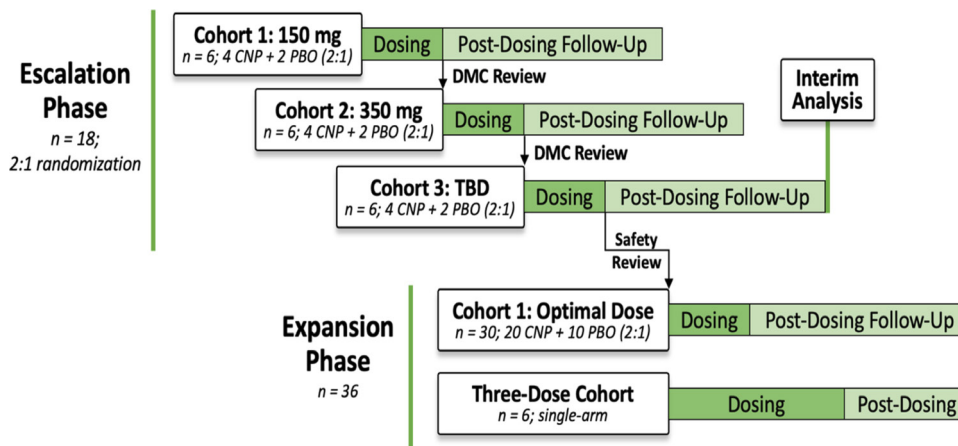 Escalation
Phase
n = 18;
2:1 randomization
Cohort 1: 150 mg
n = 6; 4 CNP + 2 PBO (2:1)
Dosing
Post-Dosing Follow-Up
DMC Review
Cohort 2: 350 mg
n = 6; 4 CNP + 2 PBO (2:1)
Dosing
Post-Dosing Follow-Up
DMC Review
Cohort 3: TBD
n = 6; 4 CNP + 2 PBO (2:1)
Dosing
Post-Dosing Follow-Up
Interim
Analysis
Safety
Review
Expansion
Phase
n = 36
Cohort 1: Optimal Dose
n = 30; 20 CNP + 10 PBO (2:1)
Dosing
Post-Dosing Follow-Up
Three-Dose Cohort
n = 6; single-arm
Dosing
Post-Dosing